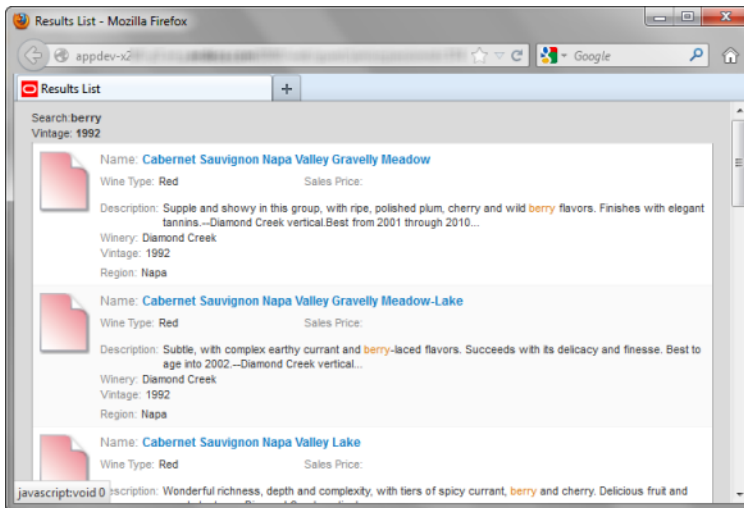 Results List - Mozilla Firefox
appdev-x2
Google
Results List
Search:berry
Vintage: 1992
Name: Cabernet Sauvignon Napa Valley Gravelly Meadow
Wine Type: Red Sales Price:
Description: Supple and showy in this group, with ripe, polished plum, cherry and wild berry flavors. Finishes with elegant
tannins.--Diamond Creek vertical.Best from 2001 through 2010...
Winery: Diamond Creek
Vintage: 1992
Region: Napa
Name: Cabernet Sauvignon Napa Valley Gravelly Meadow-Lake
Wine Type: Red Sales Price:
Description: Subtle, with complex earthy currant and berry-laced flavors. Succeeds with its delicacy and finesse. Best to
age into 2002.--Diamond Creek vertical...
Winery: Diamond Creek
Vintage: 1992
Region: Napa
Name: Cabernet Sauvignon Napa Valley Lake
Wine Type: Red Sales Price:
javascript:void 0
scription: Wonderful richness, depth and complexity, with tiers of spicy currant, berry and cherry. Delicious fruit and